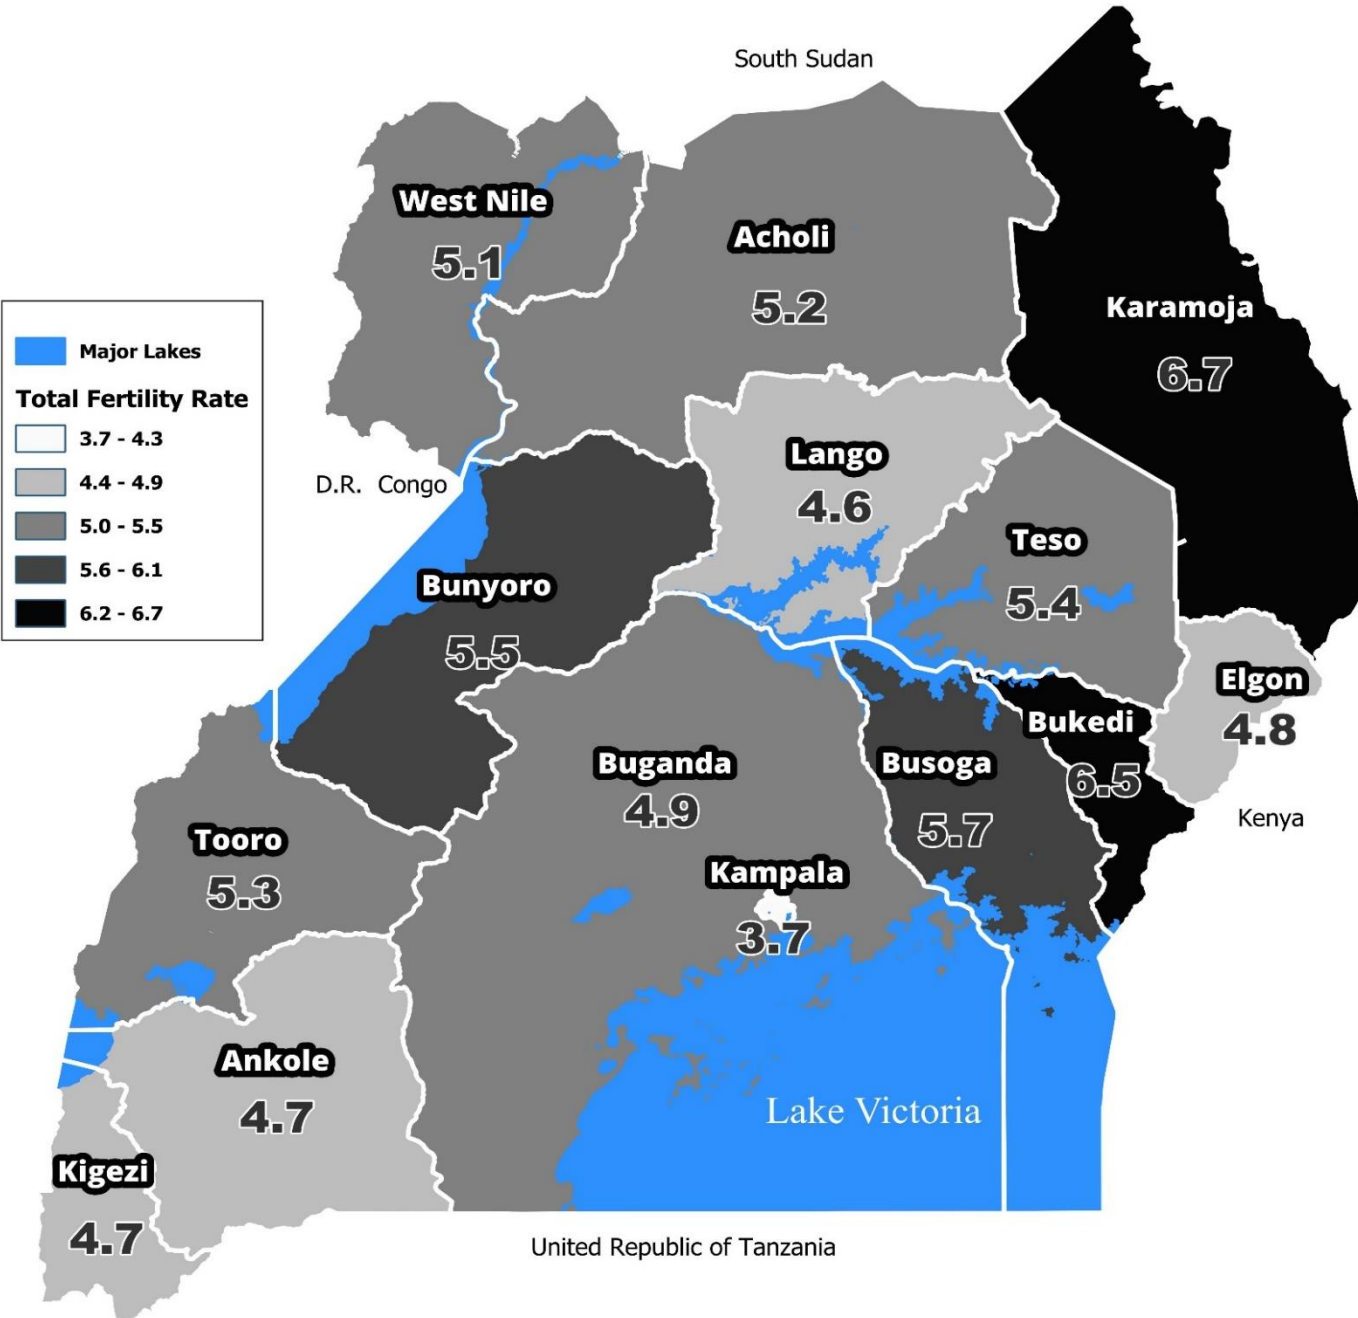 South Sudan
West Nile
5.1
Acholi
5.2
Karamoja
6.7
Major Lakes
Total Fertility Rate
3.7 - 4.3
4.4 - 4.9
5.0 - 5.5
5.6 - 6.1
6.2 - 6.7
D.R. Congo
Lango
4.6
Teso
5.4
Bunyoro
5.5
Elgon
4.8
Bukedi
6.5
Buganda
4.9
Busoga
5.7
Kenya
Tooro
5.3
Kampala
3.7
Ankole
4.7
Lake Victoria
Kigezi
4.7
United Republic of Tanzania